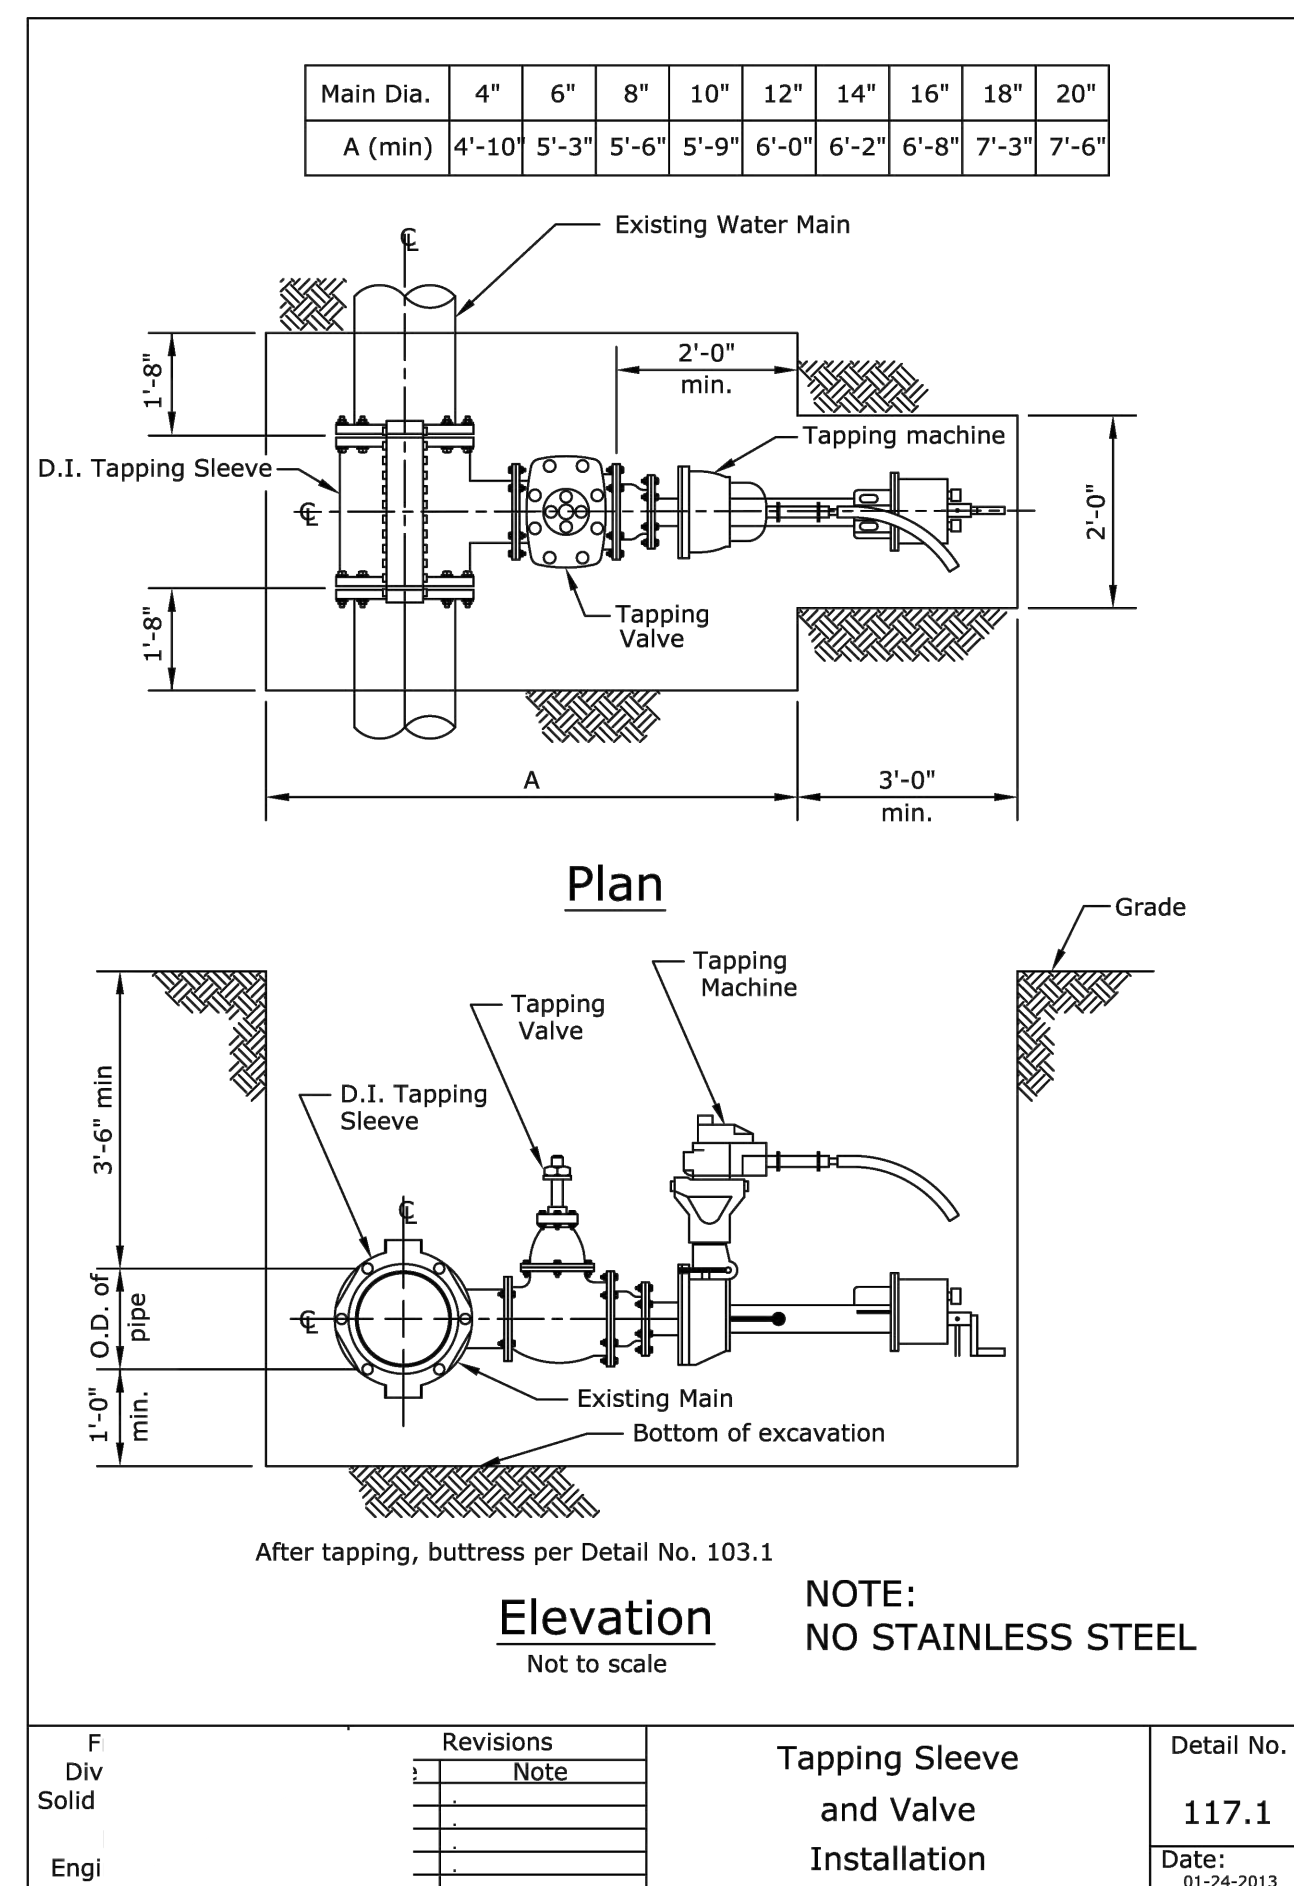 Main Dia. 4" 6" 8" 10" 12" 14" 16" 18" 20"
A (min) 4'-10" 5'-3" 5'-6" 5'-9" 6'-0" 6'-2" 6'-8" 7'-3" 7'-6"
Existing Water Main
℄
1'-8"
2'-0"
min.
Tapping machine
D.I. Tapping Sleeve
℄
2'-0"
Tapping
Valve
1'-8"
A
3'-0"
min.
Plan
Grade
Tapping
Machine
Tapping
Valve
D.I. Tapping
Sleeve
3'-6" min
℄
O.D. of
pipe
℄
1'-0"
min.
Existing Main
Bottom of excavation
After tapping, buttress per Detail No. 103.1
Elevation
Not to scale
NOTE:
NO STAINLESS STEEL
Div
Solid
Engi
Revisions
Note
Tapping Sleeve
and Valve
Installation
Detail No.
117.1
Date:
01-24-2013